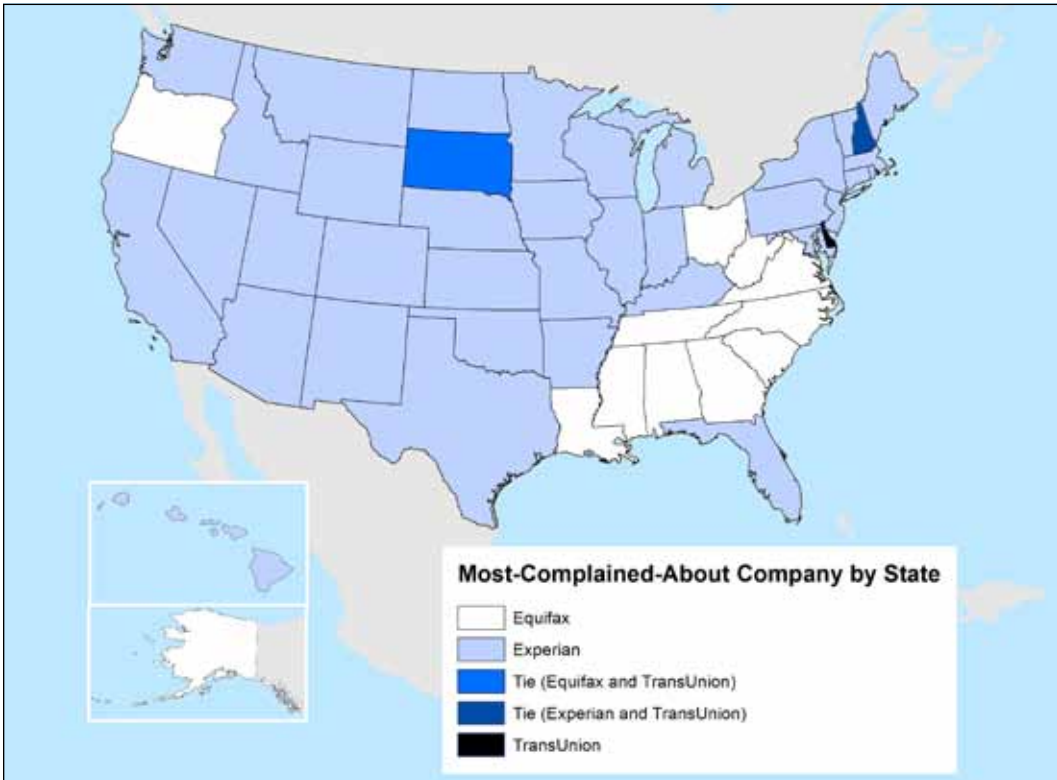 Most-Complained-About Company by State
Equifax
Experian
Tie (Equifax and TransUnion)
Tie (Experian and TransUnion)
TransUnion